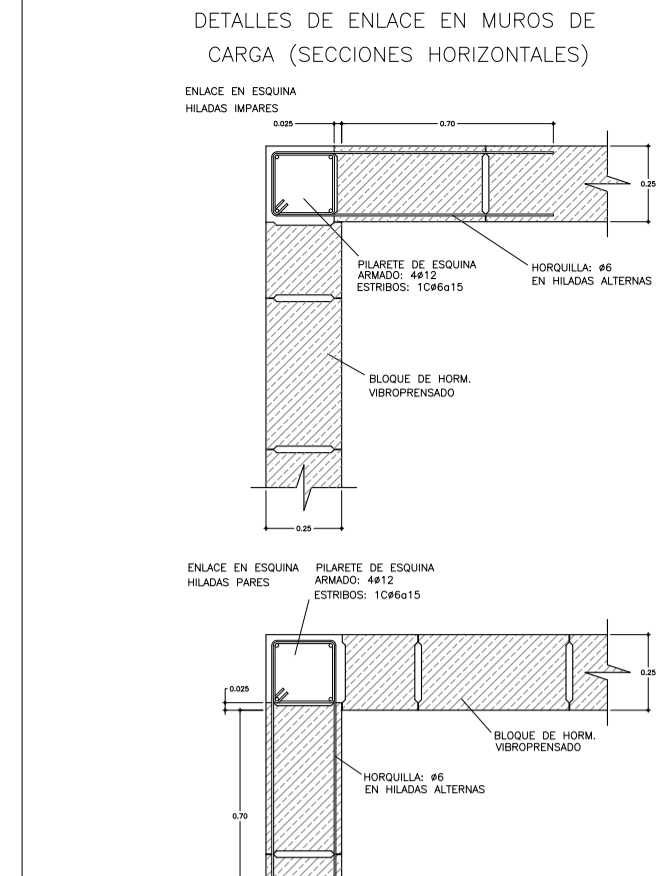 DETALLES DE ENLACE EN MUROS DE
CARGA (SECCIONES HORIZONTALES)
ENLACE EN ESQUINA
HILADAS IMPARES
0.025
0.70
0.25
PILARETE DE ESQUINA
ARMADO: 4ø12
ESTRIBOS: 1Cø6a15
HORQUILLA: ø6
EN HILADAS ALTERNAS
BLOQUE DE HORM.
VIBROPRENSADO
0.25
ENLACE EN ESQUINA
HILADAS PARES
PILARETE DE ESQUINA
ARMADO: 4ø12
ESTRIBOS: 1Cø6a15
0.025
0.25
BLOQUE DE HORM.
VIBROPRENSADO
HORQUILLA: ø6
EN HILADAS ALTERNAS
0.70